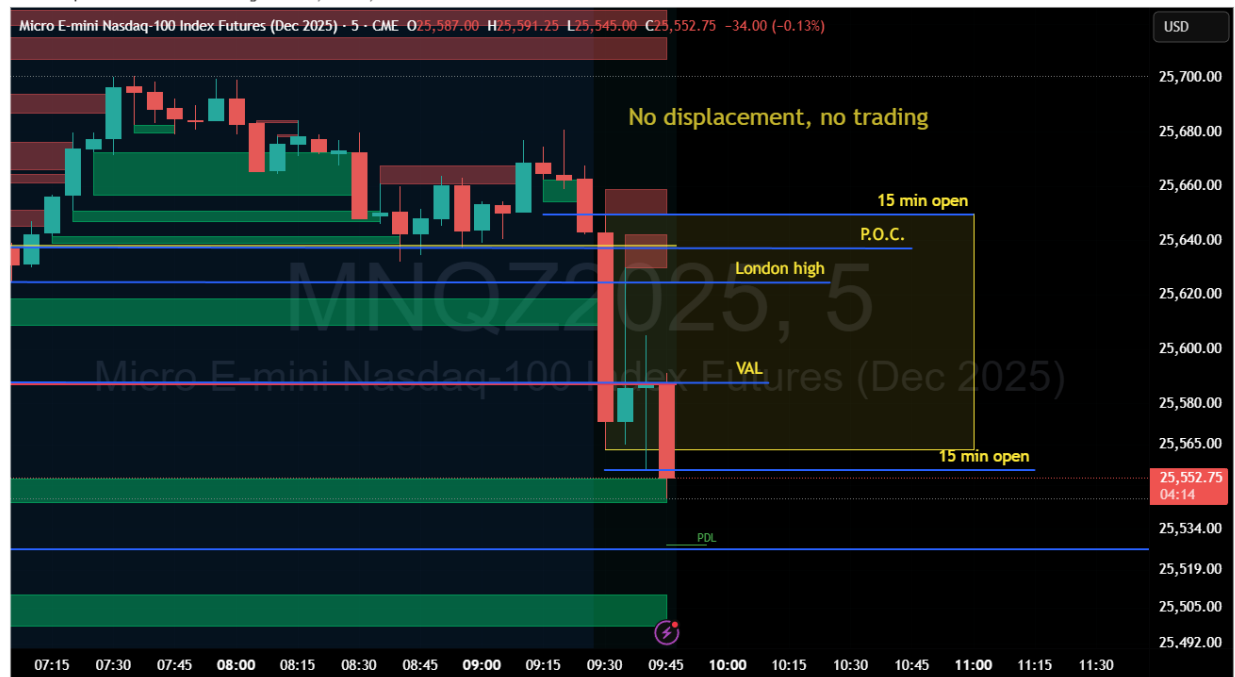 Micro E-mini Nasdaq-100 Index Futures (Dec 2025) · 5 · CME O25,587.00 H25,591.25 L25,545.00 C25,552.75 −34.00 (−0.13%)
USD
25,700.00
No displacement, no trading
25,680.00
25,660.00
15 min open
P.O.C.
25,640.00
London high
25,620.00
MNQZ2025, 5
25,600.00
VAL
Micro E-mini Nasdaq-100 Index Futures (Dec 2025)
25,580.00
25,565.00
15 min open
25,552.75
04:14
25,534.00
PDL
25,519.00
25,505.00
25,492.00
07:15 07:30 07:45 08:00 08:15 08:30 08:45 09:00 09:15 09:30 09:45 10:00 10:15 10:30 10:45 11:00 11:15 11:30